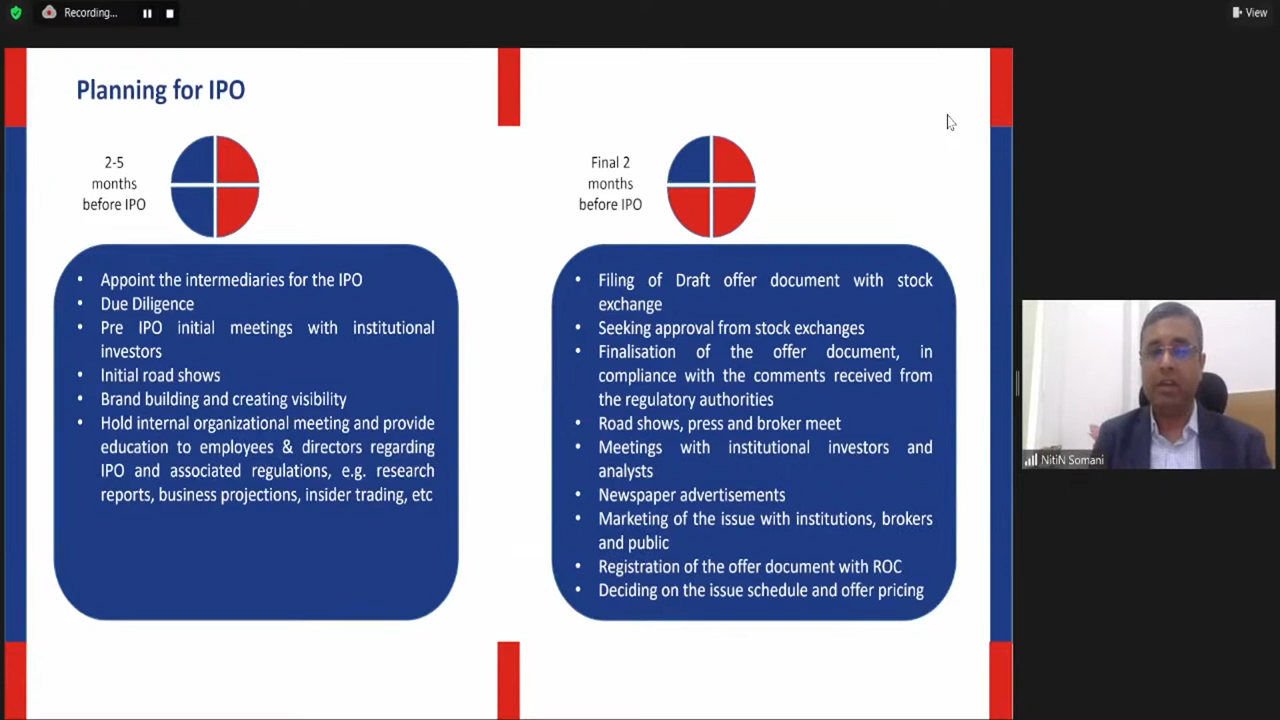 Recording...
View
Planning for IPO
2-5
months
before IPO
• Appoint the intermediaries for the IPO
• Due Diligence
• Pre IPO initial meetings with institutional
investors
• Initial road shows
• Brand building and creating visibility
• Hold internal organizational meeting and provide
education to employees & directors regarding
IPO and associated regulations, e.g. research
reports, business projections, insider trading, etc
Final 2
months
before IPO
• Filing of Draft offer document with stock
exchange
• Seeking approval from stock exchanges
• Finalisation of the offer document, in
compliance with the comments received from
the regulatory authorities
• Road shows, press and broker meet
• Meetings with institutional investors and
analysts
• Newspaper advertisements
• Marketing of the issue with institutions, brokers
and public
• Registration of the offer document with ROC
• Deciding on the issue schedule and offer pricing
NitiN Somani